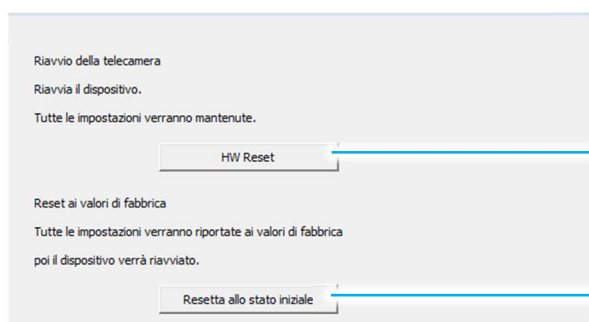 Riavvio della telecamera
Riavvia il dispositivo.
Tutte le impostazioni verranno mantenute.
HW Reset
Reset ai valori di fabbrica
Tutte le impostazioni verranno riportate ai valori di fabbrica
poi il dispositivo verrà riavviato.
Resetta allo stato iniziale